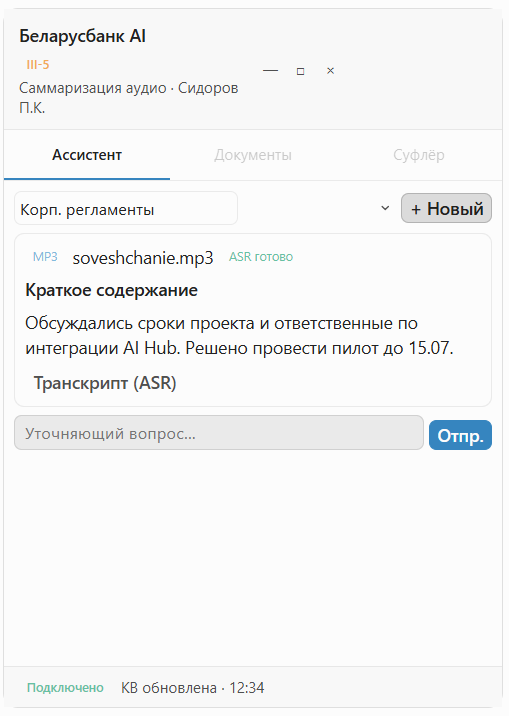 Беларусбанк AI
III-5
Саммаризация аудио · Сидоров
П.К.
Ассистент
Документы
Суфлёр
Корп. регламенты
+ Новый
MP3 soveshchanie.mp3 ASR готово
Краткое содержание
Обсуждались сроки проекта и ответственные по
интеграции AI Hub. Решено провести пилот до 15.07.
Транскрипт (ASR)
Уточняющий вопрос...
Отпр.
Подключено КВ обновлена · 12:34